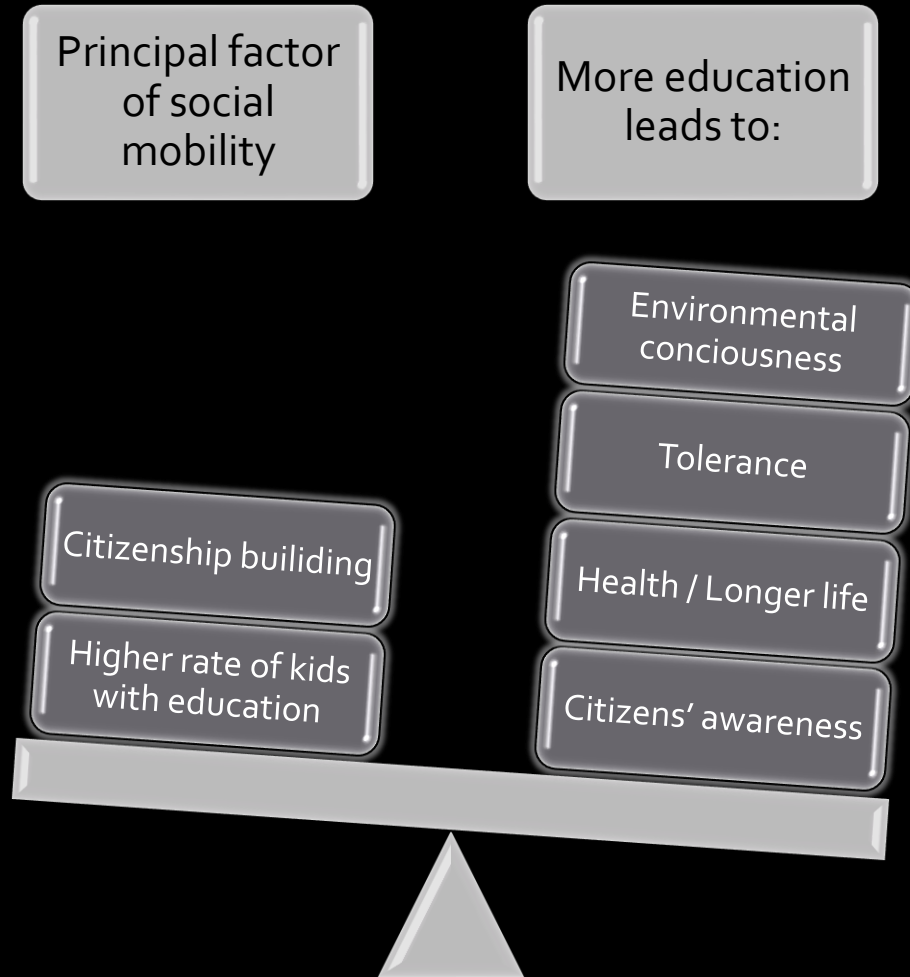 Principal factor
of social
mobility
More education
leads to:
Environmental
conciousness
Tolerance
Health / Longer life
Citizens’ awareness
Citizenship builiding
Higher rate of kids
with education